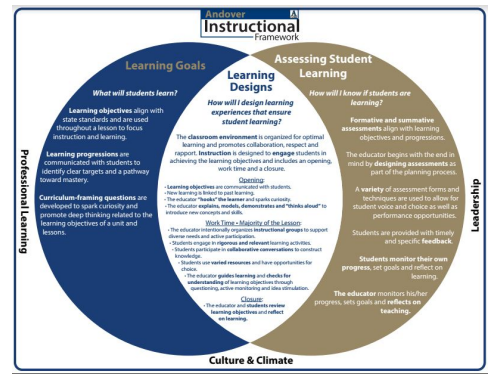 Andover
Instructional
Framework
Learning Goals
What will students learn?
Learning objectives align with
state standards and are used
throughout a lesson to focus
instruction and learning.
Learning progressions are
communicated with students to
identify clear targets and a pathway
toward mastery.
Curriculum-framing questions are
developed to spark curiosity and
promote deep thinking related to the
learning objectives of a unit and
lessons.
Learning
Designs
How will I design learning
experiences that ensure
student learning?
The classroom environment is organized for optimal
learning and promotes collaboration, respect and
rapport. Instruction is designed to engage students in
achieving the learning objectives and includes an opening,
work time and a closure.
Opening:
• Learning objectives are communicated with students.
• New learning is linked to past learning.
• The educator "hooks" the learner and sparks curiosity.
• The educator explains, models, demonstrates and "thinks aloud" to
introduce new concepts and skills.
Work Time - Majority of the Lesson:
• The educator intentionally organizes instructional groups to support
diverse needs and active participation.
• Students engage in rigorous and relevant learning activities.
• Students participate in collaborative conversations to construct
knowledge.
• Students use varied resources and have opportunities for
choice.
• The educator guides learning and checks for
understanding of learning objectives through
questioning, active monitoring and idea stimulation.
Closure:
• The educator and students review
learning objectives and reflect
on learning.
Assessing Student
Learning
How will I know if students are
learning?
Formative and summative
assessments align with learning
objectives and progressions.
The educator begins with the end in
mind by designing assessments as
part of the planning process.
A variety of assessment forms and
techniques are used to allow for
student voice and choice as well as
performance opportunities.
Students are provided with timely
and specific feedback.
Students monitor their own
progress, set goals and reflect on
learning.
The educator monitors his/her
progress, sets goals and reflects on
teaching.
Professional Learning
Leadership
Culture & Climate